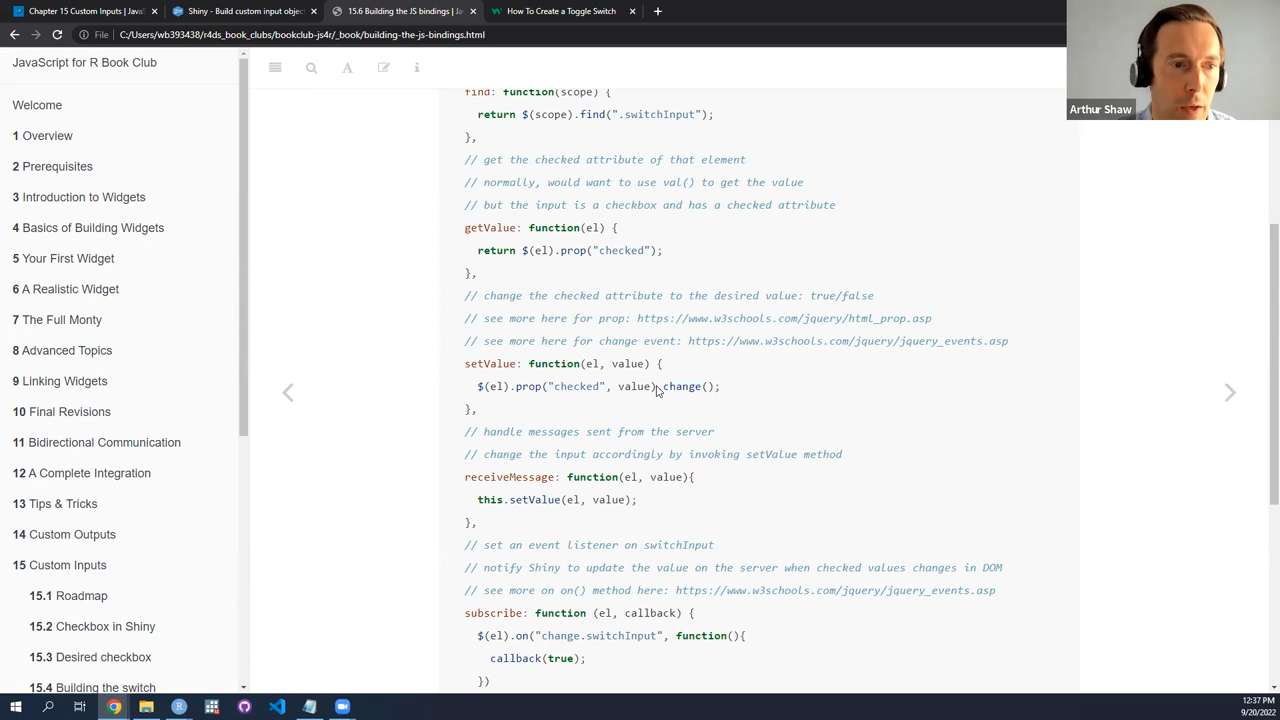 Chapter 15 Custom Inputs | JavaS
Shiny - Build custom input objec
15.6 Building the JS bindings | Ja
How To Create a Toggle Switch
File
C:/Users/wb393438/r4ds_book_clubs/bookclub-js4r/_book/building-the-js-bindings.html
Arthur Shaw
JavaScript for R Book Club
Welcome
1 Overview
2 Prerequisites
3 Introduction to Widgets
4 Basics of Building Widgets
5 Your First Widget
6 A Realistic Widget
7 The Full Monty
8 Advanced Topics
9 Linking Widgets
10 Final Revisions
11 Bidirectional Communication
12 A Complete Integration
13 Tips & Tricks
14 Custom Outputs
15 Custom Inputs
15.1 Roadmap
15.2 Checkbox in Shiny
15.3 Desired checkbox
15.4 Building the switch
find: function(scope) {
return $(scope).find(".switchInput");
},
// get the checked attribute of that element
// normally, would want to use val() to get the value
// but the input is a checkbox and has a checked attribute
getValue: function(el) {
return $(el).prop("checked");
},
// change the checked attribute to the desired value: true/false
// see more here for prop: https://www.w3schools.com/jquery/html_prop.asp
// see more here for change event: https://www.w3schools.com/jquery/jquery_events.asp
setValue: function(el, value) {
$(el).prop("checked", value).change();
},
// handle messages sent from the server
// change the input accordingly by invoking setValue method
receiveMessage: function(el, value){
this.setValue(el, value);
},
// set an event listener on switchInput
// notify Shiny to update the value on the server when checked values changes in DOM
// see more on on() method here: https://www.w3schools.com/jquery/jquery_events.asp
subscribe: function (el, callback) {
$(el).on("change.switchInput", function(){
callback(true);
})
12:37 PM
9/20/2022